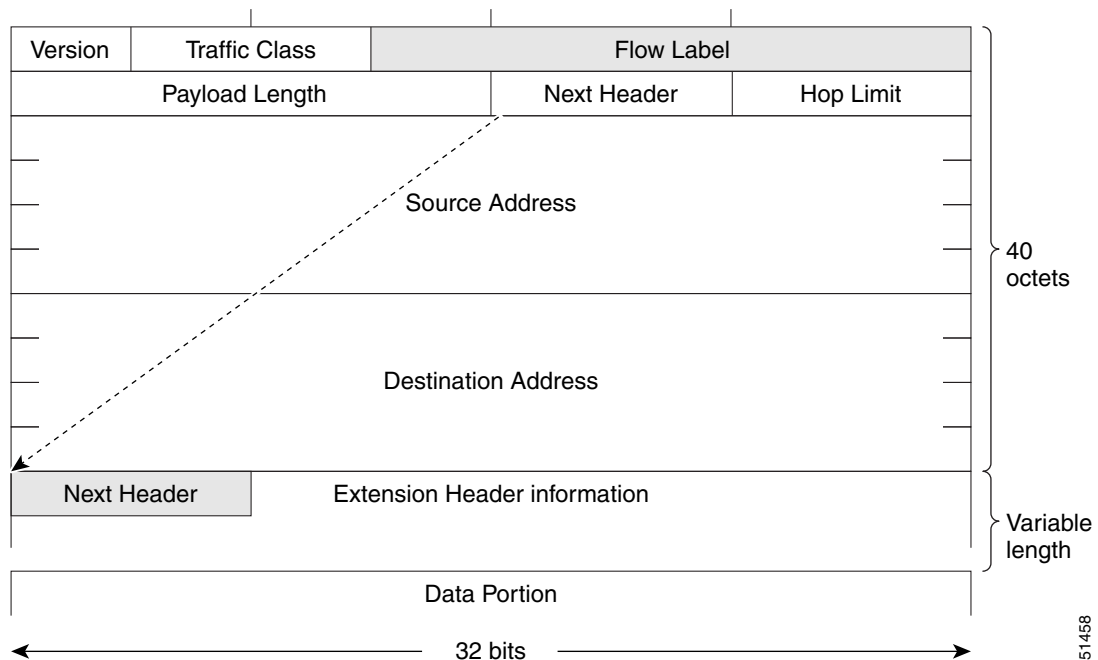 Version
Traffic Class
Flow Label
Payload Length
Next Header
Hop Limit
Source Address
40
octets
Destination Address
Next Header
Extension Header information
Variable
length
Data Portion
32 bits
51458